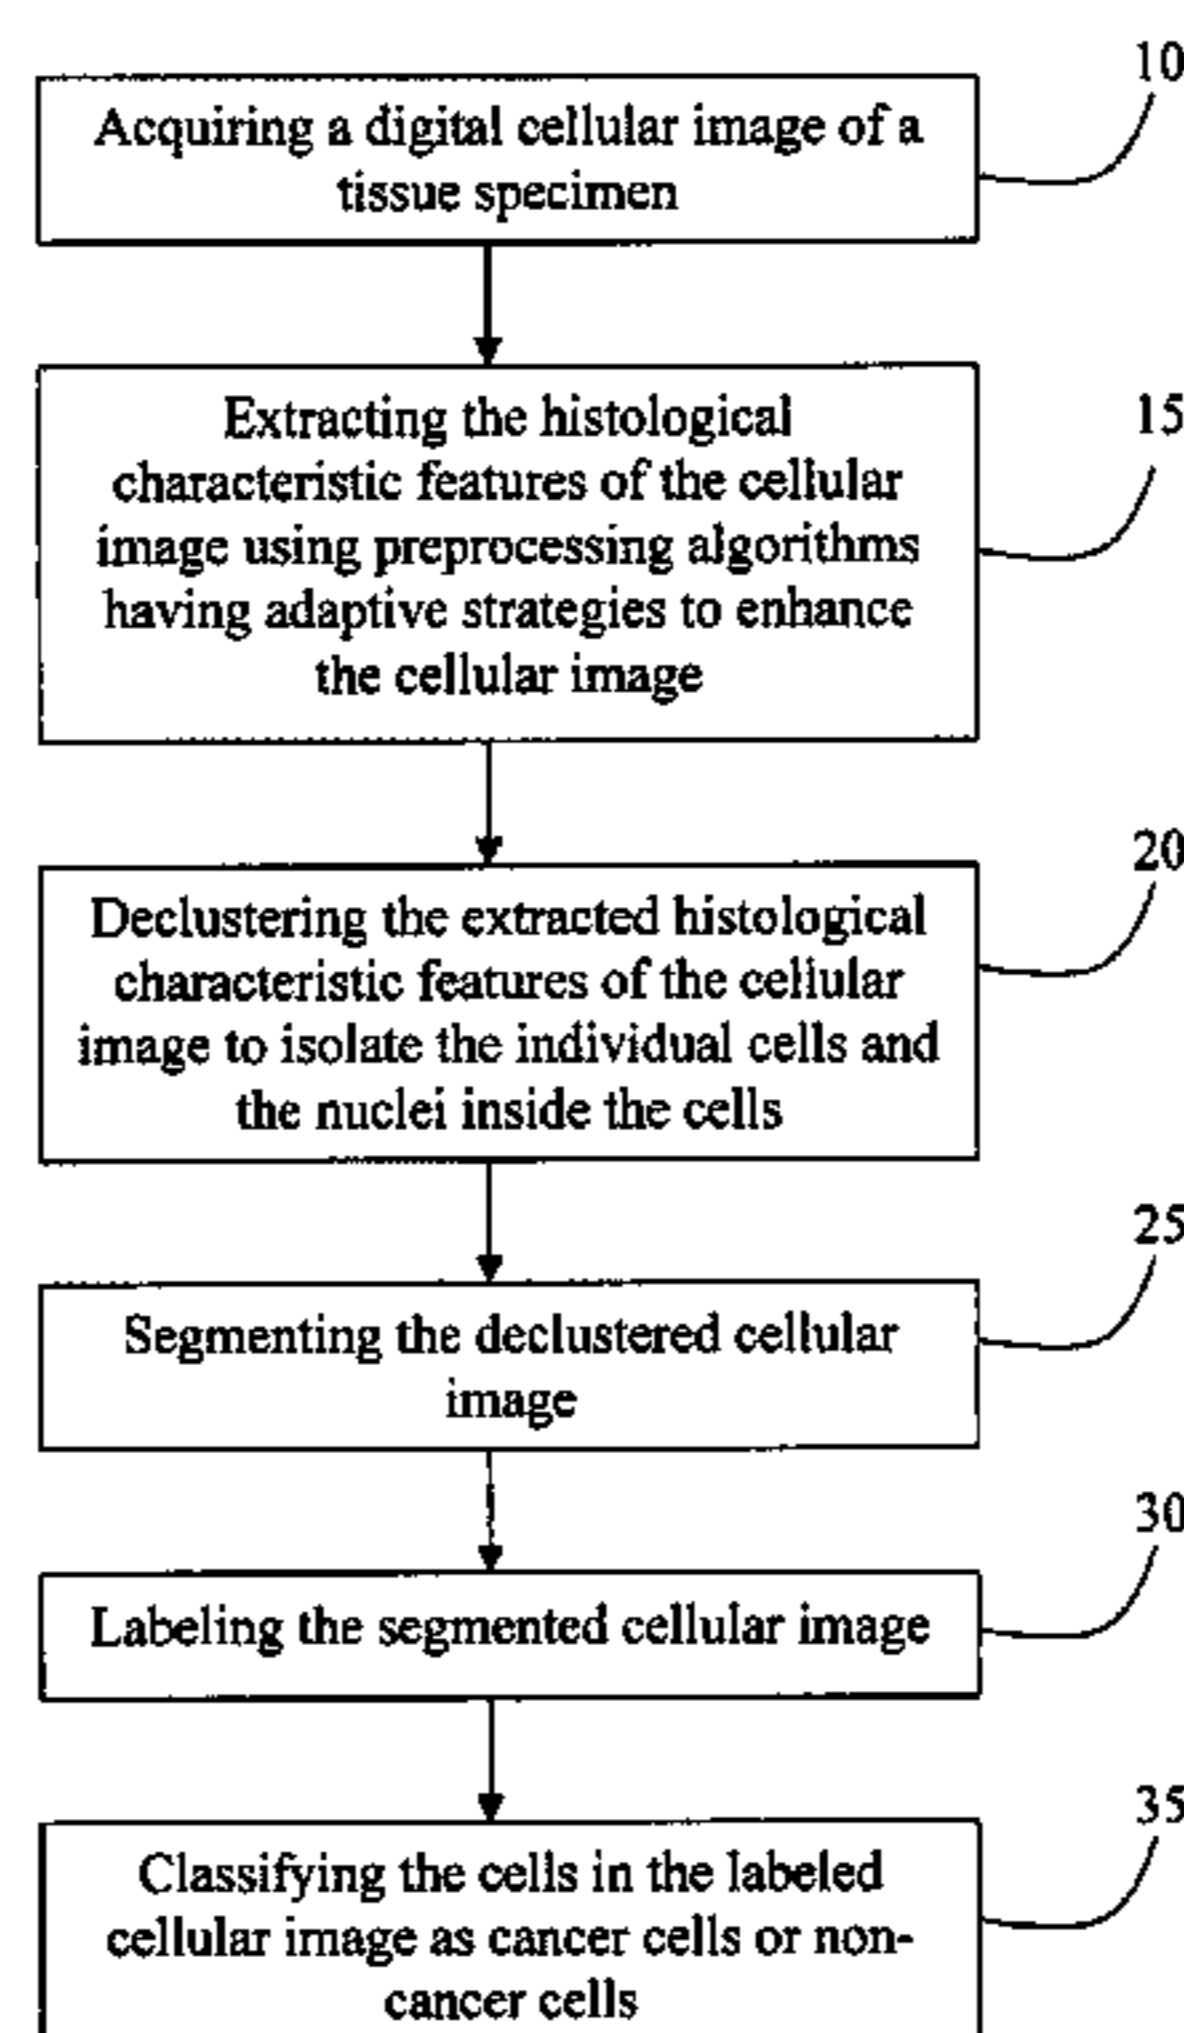 10
Acquiring a digital cellular image of a
tissue specimen
15
Extracting the histological
characteristic features of the cellular
image using preprocessing algorithms
having adaptive strategies to enhance
the cellular image
20
Declustering the extracted histological
characteristic features of the cellular
image to isolate the individual cells and
the nuclei inside the cells
25
Segmenting the declustered cellular
image
30
Labeling the segmented cellular image
35
Classifying the cells in the labeled
cellular image as cancer cells or non-
cancer cells